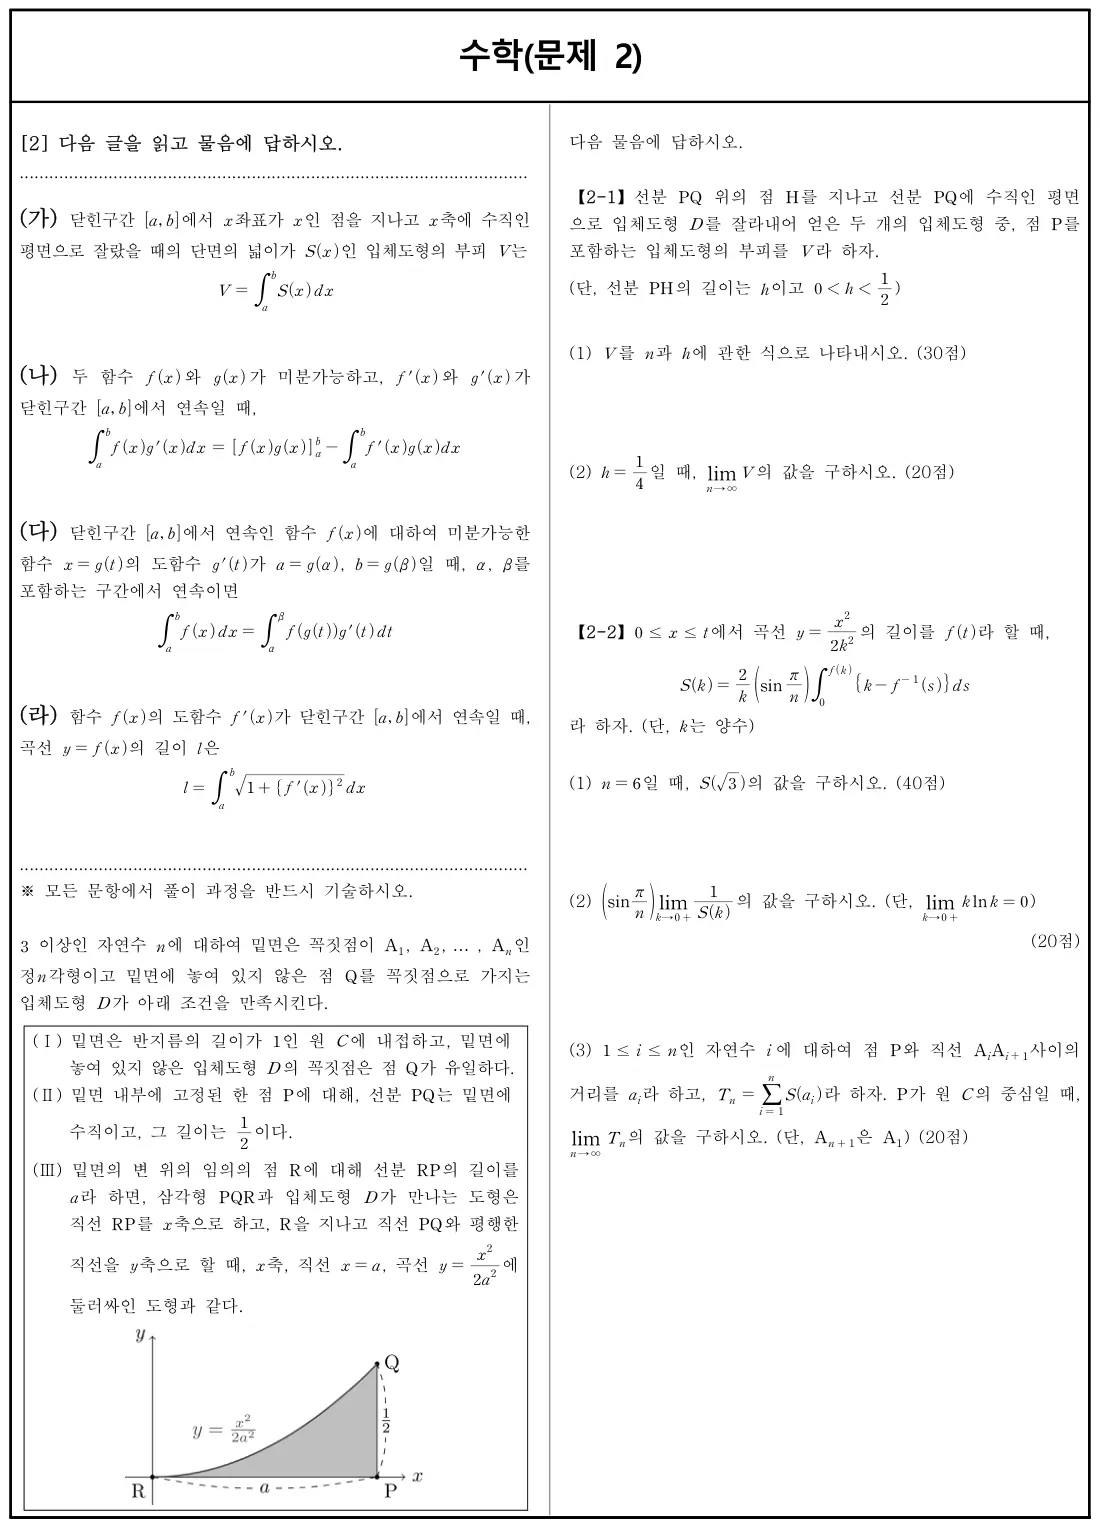 수학(문제 2)
[2] 다음 글을 읽고 물음에 답하시오.
(가) 닫힌구간 [a, b]에서 x좌표가 x인 점을 지나고 x축에 수직인
평면으로 잘랐을 때의 단면의 넓이가 S(x)인 입체도형의 부피 V는
V = ∫_a^b S(x)dx
(나) 두 함수 f(x)와 g(x)가 미분가능하고, f′(x)와 g′(x)가
닫힌구간 [a, b]에서 연속일 때,
∫_a^b f(x)g′(x)dx = [f(x)g(x)]_a^b − ∫_a^b f′(x)g(x)dx
(다) 닫힌구간 [a, b]에서 연속인 함수 f(x)에 대하여 미분가능한
함수 x = g(t)의 도함수 g′(t)가 a = g(α), b = g(β)일 때, α, β를
포함하는 구간에서 연속이면
∫_a^b f(x)dx = ∫_α^β f(g(t))g′(t)dt
(라) 함수 f(x)의 도함수 f′(x)가 닫힌구간 [a, b]에서 연속일 때,
곡선 y = f(x)의 길이 l은
l = ∫_a^b √(1+{f′(x)}²) dx
※ 모든 문항에서 풀이 과정을 반드시 기술하시오.
3 이상인 자연수 n에 대하여 밑면은 꼭짓점이 A₁, A₂, … , Aₙ인
정n각형이고 밑면에 놓여 있지 않은 점 Q를 꼭짓점으로 가지는
입체도형 D가 아래 조건을 만족시킨다.
(Ⅰ) 밑면은 반지름의 길이가 1인 원 C에 내접하고, 밑면에
놓여 있지 않은 입체도형 D의 꼭짓점은 점 Q가 유일하다.
(Ⅱ) 밑면 내부에 고정된 한 점 P에 대해, 선분 PQ는 밑면에
수직이고, 그 길이는 1/2이다.
(Ⅲ) 밑면의 변 위의 임의의 점 R에 대해 선분 RP의 길이를
a라 하면, 삼각형 PQR과 입체도형 D가 만나는 도형은
직선 RP를 x축으로 하고, R을 지나고 직선 PQ와 평행한
직선을 y축으로 할 때, x축, 직선 x = a, 곡선 y = x²/2a²에
둘러싸인 도형과 같다.
y
Q
y = x²/2a²
1/2
R
a
P
x
다음 물음에 답하시오.
【2-1】선분 PQ 위의 점 H를 지나고 선분 PQ에 수직인 평면
으로 입체도형 D를 잘라내어 얻은 두 개의 입체도형 중, 점 P를
포함하는 입체도형의 부피를 V라 하자.
(단, 선분 PH의 길이는 h이고 0 < h < 1/2)
(1) V를 n과 h에 관한 식으로 나타내시오. (30점)
(2) h = 1/4일 때, lim_{n→∞} V의 값을 구하시오. (20점)
【2-2】0 ≤ x ≤ t에서 곡선 y = x²/2k²의 길이를 f(t)라 할 때,
S(k) = 2/k (sin π/n) ∫_0^{f(k)} {k − f⁻¹(s)}ds
라 하자. (단, k는 양수)
(1) n = 6일 때, S(√3)의 값을 구하시오. (40점)
(2) (sin π/n) lim_{k→0+} 1/S(k)의 값을 구하시오. (단, lim_{k→0+} k ln k = 0)
(20점)
(3) 1 ≤ i ≤ n인 자연수 i에 대하여 점 P와 직선 AᵢAᵢ₊₁사이의
거리를 aᵢ라 하고, Tₙ = ∑_{i=1}^n S(aᵢ)라 하자. P가 원 C의 중심일 때,
lim_{n→∞} Tₙ의 값을 구하시오. (단, Aₙ₊₁은 A₁) (20점)